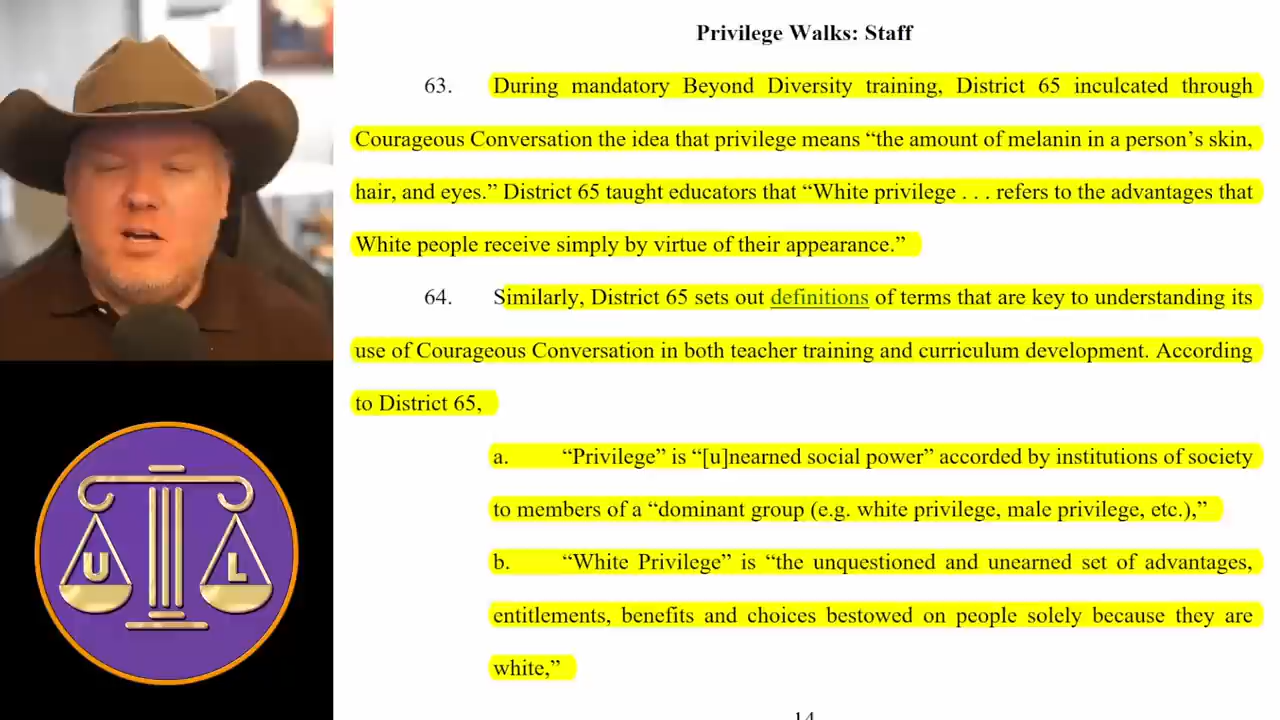 Privilege Walks: Staff
63. During mandatory Beyond Diversity training, District 65 inculcated through
Courageous Conversation the idea that privilege means “the amount of melanin in a person’s skin,
hair, and eyes.” District 65 taught educators that “White privilege . . . refers to the advantages that
White people receive simply by virtue of their appearance.”
64. Similarly, District 65 sets out definitions of terms that are key to understanding its
use of Courageous Conversation in both teacher training and curriculum development. According
to District 65,
a. “Privilege” is “[u]nearned social power” accorded by institutions of society
to members of a “dominant group (e.g. white privilege, male privilege, etc.),”
b. “White Privilege” is “the unquestioned and unearned set of advantages,
entitlements, benefits and choices bestowed on people solely because they are
white,”
14
U L